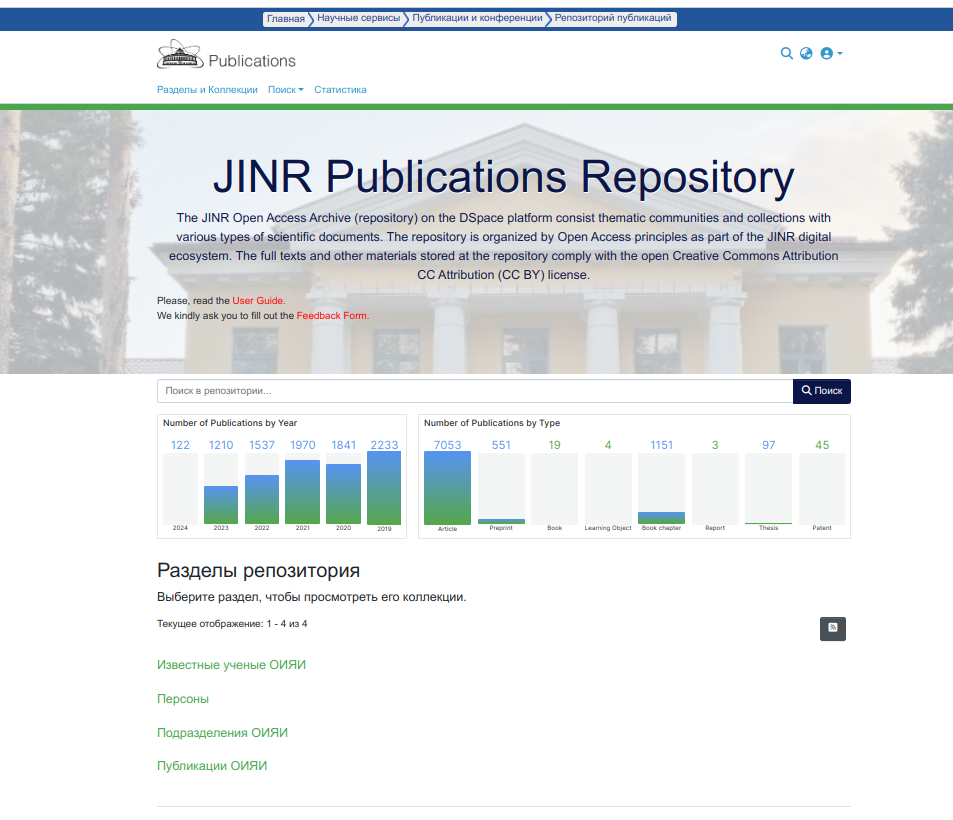 Главная Научные сервисы Публикации и конференции Репозиторий публикаций
Publications
Разделы и Коллекции Поиск Статистика
JINR Publications Repository
The JINR Open Access Archive (repository) on the DSpace platform consist thematic communities and collections with
various types of scientific documents. The repository is organized by Open Access principles as part of the JINR digital
ecosystem. The full texts and other materials stored at the repository comply with the open Creative Commons Attribution
CC Attribution (CC BY) license.
Please, read the User Guide.
We kindly ask you to fill out the Feedback Form.
Поиск в репозитории... Поиск
Number of Publications by Year
122 1210 1537 1970 1841 2233
2024 2023 2022 2021 2020 2019
Number of Publications by Type
7053 551 19 4 1151 3 97 45
Article Preprint Book Learning Object Book chapter Report Thesis Patent
Разделы репозитория
Выберите раздел, чтобы просмотреть его коллекции.
Текущее отображение: 1 - 4 из 4
Известные ученые ОИЯИ
Персоны
Подразделения ОИЯИ
Публикации ОИЯИ